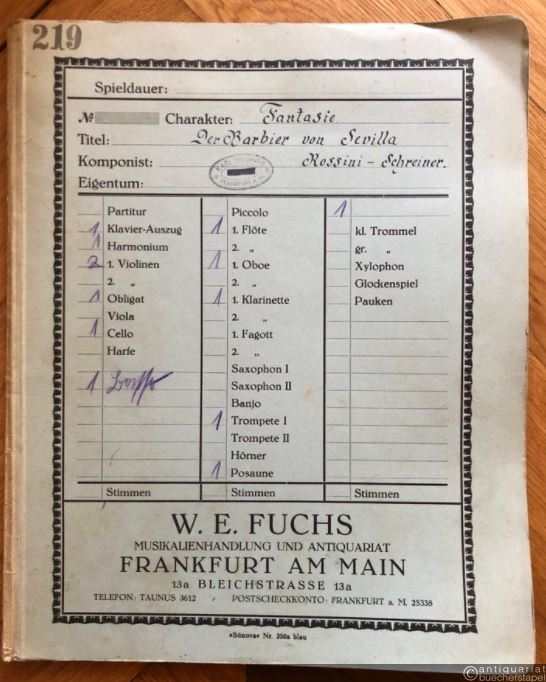 219
Spieldauer:
№ Charakter: Fantasie
Titel: Der Barbier von Sevilla
Komponist: Rossini - Schreiner.
FRANKFURT A. M.
Eigentum:
Partitur
1 Klavier-Auszug
1 Harmonium
2 1. Violinen
2. „
1 Obligat
Viola
1 Cello
Harfe
1
Stimmen
Piccolo
1 1. Flöte
2. „
1 1. Oboe
2. „
1 1. Klarinette
2. „
1. Fagott
2. „
Saxophon I
Saxophon II
Banjo
1 Trompete I
Trompete II
Hörner
1 Posaune
Stimmen
1
kl. Trommel
gr. „
Xylophon
Glockenspiel
Pauken
Stimmen
W. E. FUCHS
MUSIKALIENHANDLUNG UND ANTIQUARIAT
FRANKFURT AM MAIN
13a BLEICHSTRASSE 13a
TELEFON: TAUNUS 3612 / POSTSCHECKKONTO: FRANKFURT a. M. 25338
»Sünova« Nr. 350a blau
©antiquariat
buecherstapel